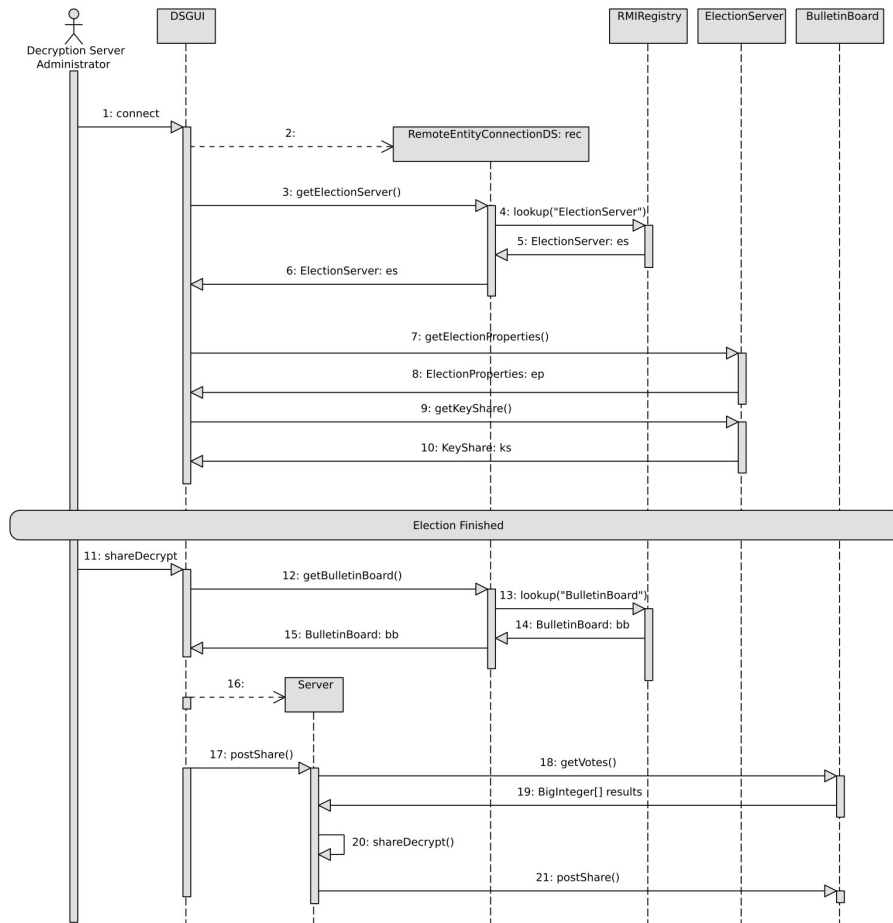 DSGUI
RMIRegistry
ElectionServer
BulletinBoard
Decryption Server
Administrator
1: connect
2:
RemoteEntityConnectionDS: rec
3: getElectionServer()
4: lookup("ElectionServer")
5: ElectionServer: es
6: ElectionServer: es
7: getElectionProperties()
8: ElectionProperties: ep
9: getKeyShare()
10: KeyShare: ks
Election Finished
11: shareDecrypt
12: getBulletinBoard()
13: lookup("BulletinBoard")
14: BulletinBoard: bb
15: BulletinBoard: bb
16:
Server
17: postShare()
18: getVotes()
19: BigInteger[] results
20: shareDecrypt()
21: postShare()